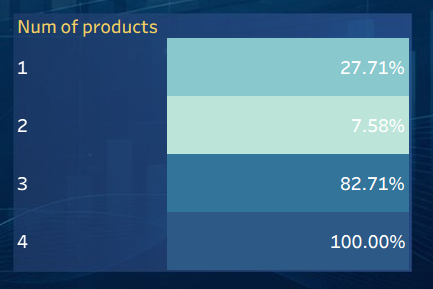 Num of products
1 27.71%
2 7.58%
3 82.71%
4 100.00%